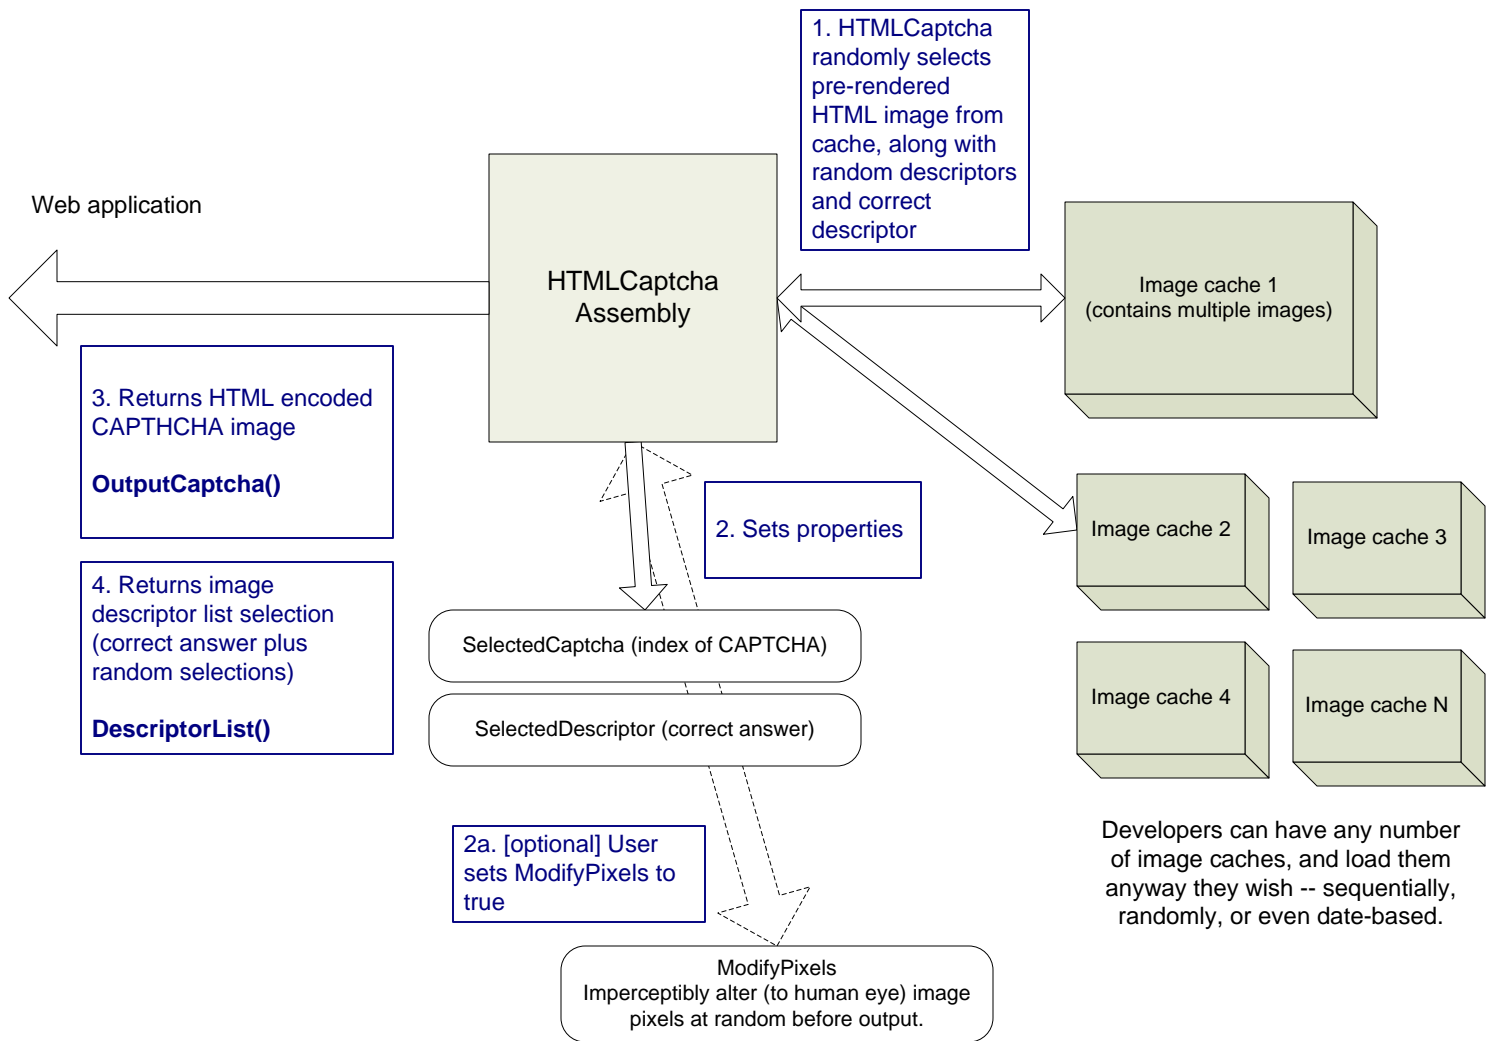 1. HTMLCaptcha
randomly selects
pre-rendered
HTML image from
cache, along with
random descriptors
and correct
descriptor
Web application
HTMLCaptcha
Assembly
Image cache 1
(contains multiple images)
3. Returns HTML encoded
CAPTHCHA image
OutputCaptcha()
2. Sets properties
Image cache 2
Image cache 3
4. Returns image
descriptor list selection
(correct answer plus
random selections)
DescriptorList()
SelectedCaptcha (index of CAPTCHA)
SelectedDescriptor (correct answer)
Image cache 4
Image cache N
2a. [optional] User
sets ModifyPixels to
true
Developers can have any number
of image caches, and load them
anyway they wish -- sequentially,
randomly, or even date-based.
ModifyPixels
Imperceptibly alter (to human eye) image
pixels at random before output.